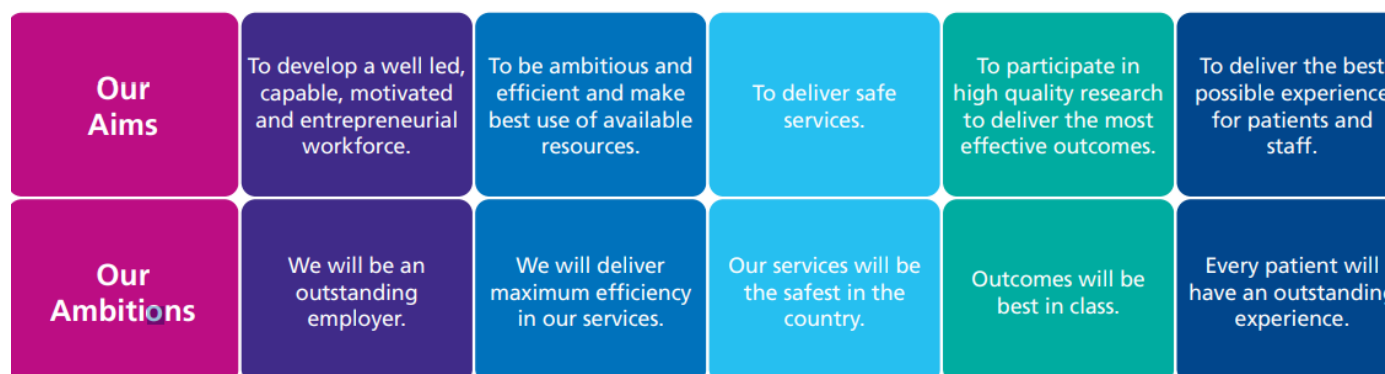 Our
Aims
To develop a well led,
capable, motivated
and entrepreneurial
workforce.
To be ambitious and
efficient and make
best use of available
resources.
To deliver safe
services.
To participate in
high quality research
to deliver the most
effective outcomes.
To deliver the best
possible experience
for patients and
staff.
Our
Ambitions
We will be an
outstanding
employer.
We will deliver
maximum efficiency
in our services.
Our services will be
the safest in the
country.
Outcomes will be
best in class.
Every patient will
have an outstanding
experience.